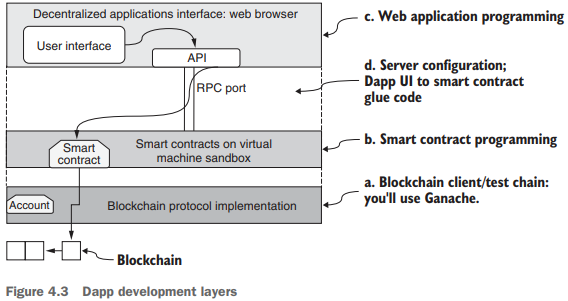 Decentralized applications interface: web browser
User interface
API
RPC port
Smart
contract
Smart contracts on virtual
machine sandbox
Account
Blockchain protocol implementation
Blockchain
c. Web application programming
d. Server configuration;
Dapp UI to smart contract
glue code
b. Smart contract programming
a. Blockchain client/test chain:
you'll use Ganache.
Figure 4.3 Dapp development layers